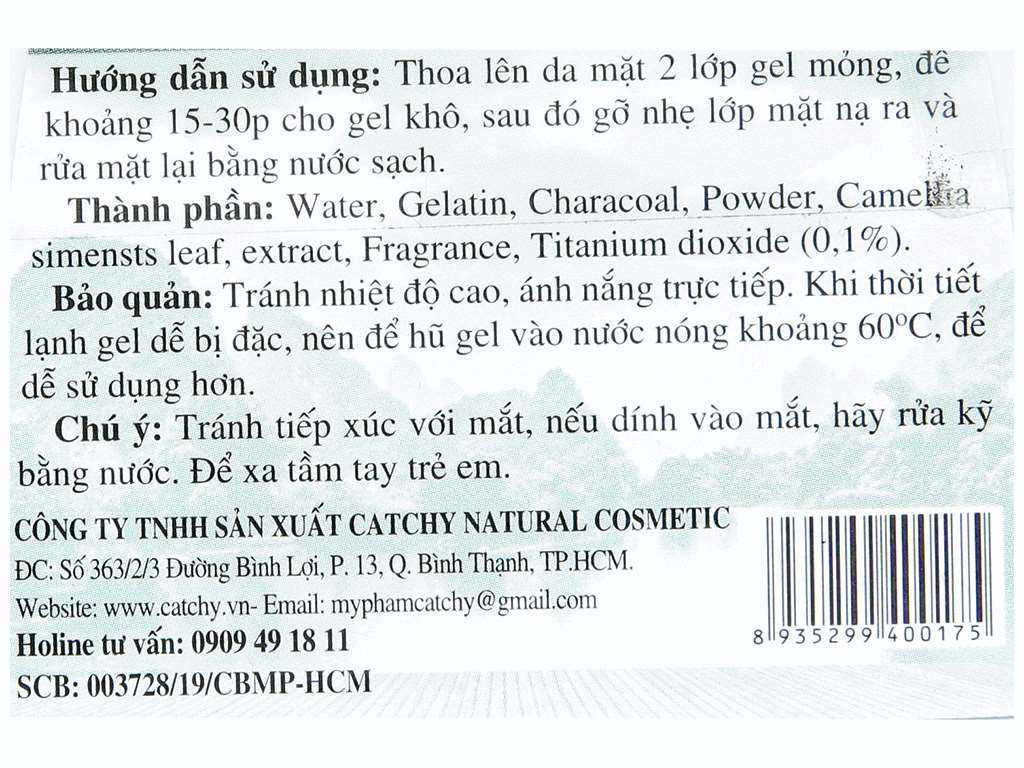 Hướng dẫn sử dụng: Thoa lên da mặt 2 lớp gel mỏng, để
khoảng 15-30p cho gel khô, sau đó gỡ nhẹ lớp mặt nạ ra và
rửa mặt lại bằng nước sạch.
Thành phần: Water, Gelatin, Characoal, Powder, Camellia
simensts leaf, extract, Fragrance, Titanium dioxide (0,1%).
Bảo quản: Tránh nhiệt độ cao, ánh nắng trực tiếp. Khi thời tiết
lạnh gel dễ bị đặc, nên để hũ gel vào nước nóng khoảng 60ºC, để
dễ sử dụng hơn.
Chú ý: Tránh tiếp xúc với mắt, nếu dính vào mắt, hãy rửa kỹ
bằng nước. Để xa tầm tay trẻ em.
CÔNG TY TNHH SẢN XUẤT CATCHY NATURAL COSMETIC
ĐC: Số 363/2/3 Đường Bình Lợi, P. 13, Q. Bình Thạnh, TP.HCM.
Website: www.catchy.vn- Email: myphamcatchy@gmail.com
Holine tư vấn: 0909 49 18 11
SCB: 003728/19/CBMP-HCM
8 935299 400175